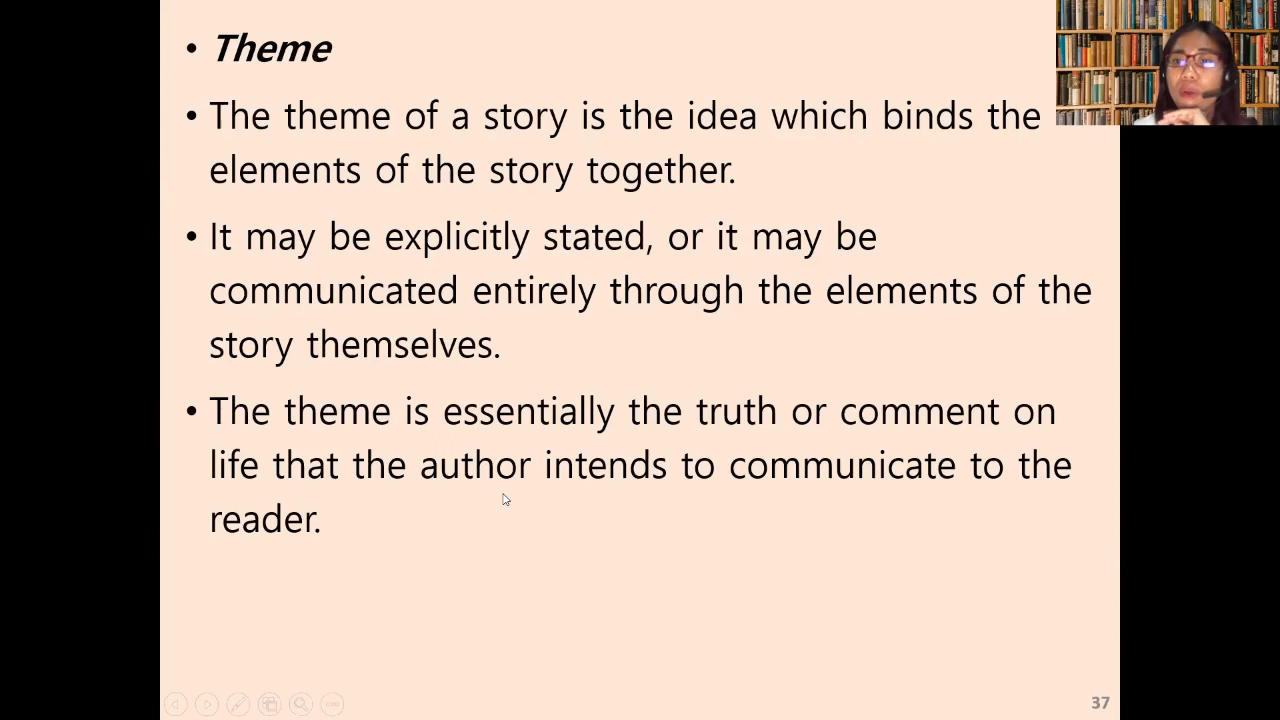 • Theme
• The theme of a story is the idea which binds the
elements of the story together.
• It may be explicitly stated, or it may be
communicated entirely through the elements of the
story themselves.
• The theme is essentially the truth or comment on
life that the author intends to communicate to the
reader.
37